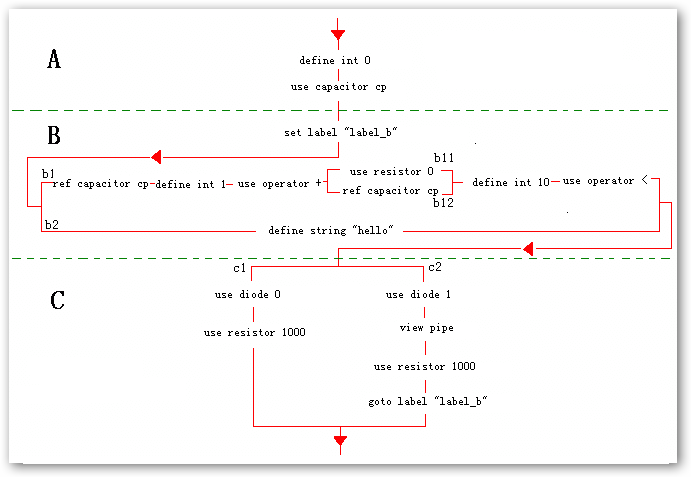 A
define int 0
use capacitor cp
B
set label "label_b"
b1
b11
ref capacitor cp
define int 1
use operator +
use resistor 0
ref capacitor cp
define int 10
use operator <
b12
b2
define string "hello"
c1
c2
C
use diode 0
use diode 1
use resistor 1000
view pipe
use resistor 1000
goto label "label_b"